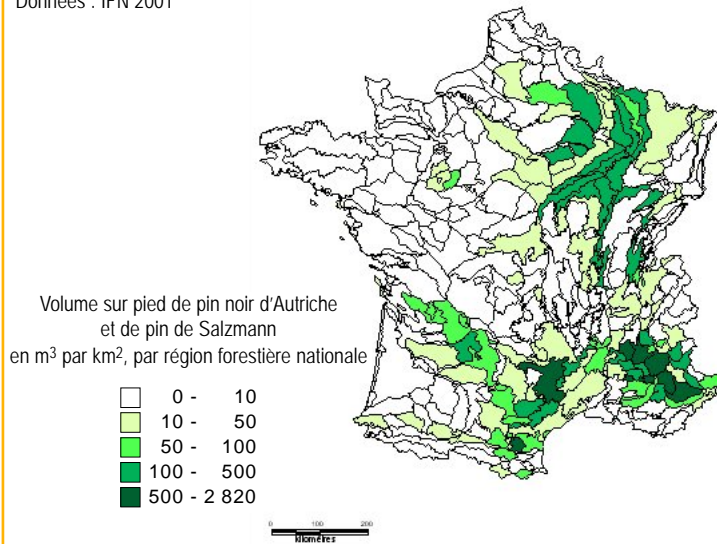 Données : IFN 2001
Volume sur pied de pin noir d'Autriche
et de pin de Salzmann
en m³ par km², par région forestière nationale
0 - 10
10 - 50
50 - 100
100 - 500
500 - 2 820
0 100 200
kilomètres